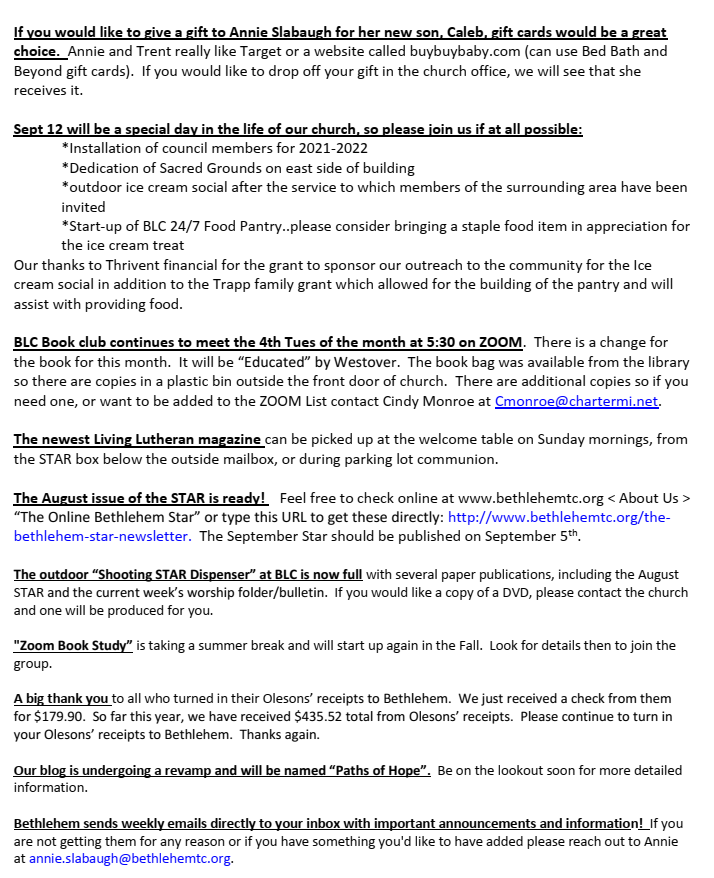 If you would like to give a gift to Annie Slabaugh for her new son, Caleb, gift cards would be a great
choice.  Annie and Trent really like Target or a website called buybuybaby.com (can use Bed Bath and
Beyond gift cards).  If you would like to drop off your gift in the church office, we will see that she
receives it.
Sept 12 will be a special day in the life of our church, so please join us if at all possible:
*Installation of council members for 2021-2022
*Dedication of Sacred Grounds on east side of building
*outdoor ice cream social after the service to which members of the surrounding area have been
invited
*Start-up of BLC 24/7 Food Pantry..please consider bringing a staple food item in appreciation for
the ice cream treat
Our thanks to Thrivent financial for the grant to sponsor our outreach to the community for the Ice
cream social in addition to the Trapp family grant which allowed for the building of the pantry and will
assist with providing food.
BLC Book club continues to meet the 4th Tues of the month at 5:30 on ZOOM.  There is a change for
the book for this month.  It will be “Educated” by Westover.  The book bag was available from the library
so there are copies in a plastic bin outside the front door of church.  There are additional copies so if you
need one, or want to be added to the ZOOM List contact Cindy Monroe at Cmonroe@chartermi.net.
The newest Living Lutheran magazine can be picked up at the welcome table on Sunday mornings, from
the STAR box below the outside mailbox, or during parking lot communion.
The August issue of the STAR is ready!   Feel free to check online at www.bethlehemtc.org < About Us >
“The Online Bethlehem Star” or type this URL to get these directly: http://www.bethlehemtc.org/the-
bethlehem-star-newsletter.  The September Star should be published on September 5th.
The outdoor “Shooting STAR Dispenser” at BLC is now full with several paper publications, including the August
STAR and the current week’s worship folder/bulletin.  If you would like a copy of a DVD, please contact the church
and one will be produced for you.
"Zoom Book Study” is taking a summer break and will start up again in the Fall.  Look for details then to join the
group.
A big thank you to all who turned in their Olesons’ receipts to Bethlehem.  We just received a check from them
for $179.90.  So far this year, we have received $435.52 total from Olesons’ receipts.  Please continue to turn in
your Olesons’ receipts to Bethlehem.  Thanks again.
Our blog is undergoing a revamp and will be named “Paths of Hope”.  Be on the lookout soon for more detailed
information.
Bethlehem sends weekly emails directly to your inbox with important announcements and information!  If you
are not getting them for any reason or if you have something you'd like to have added please reach out to Annie
at annie.slabaugh@bethlehemtc.org.